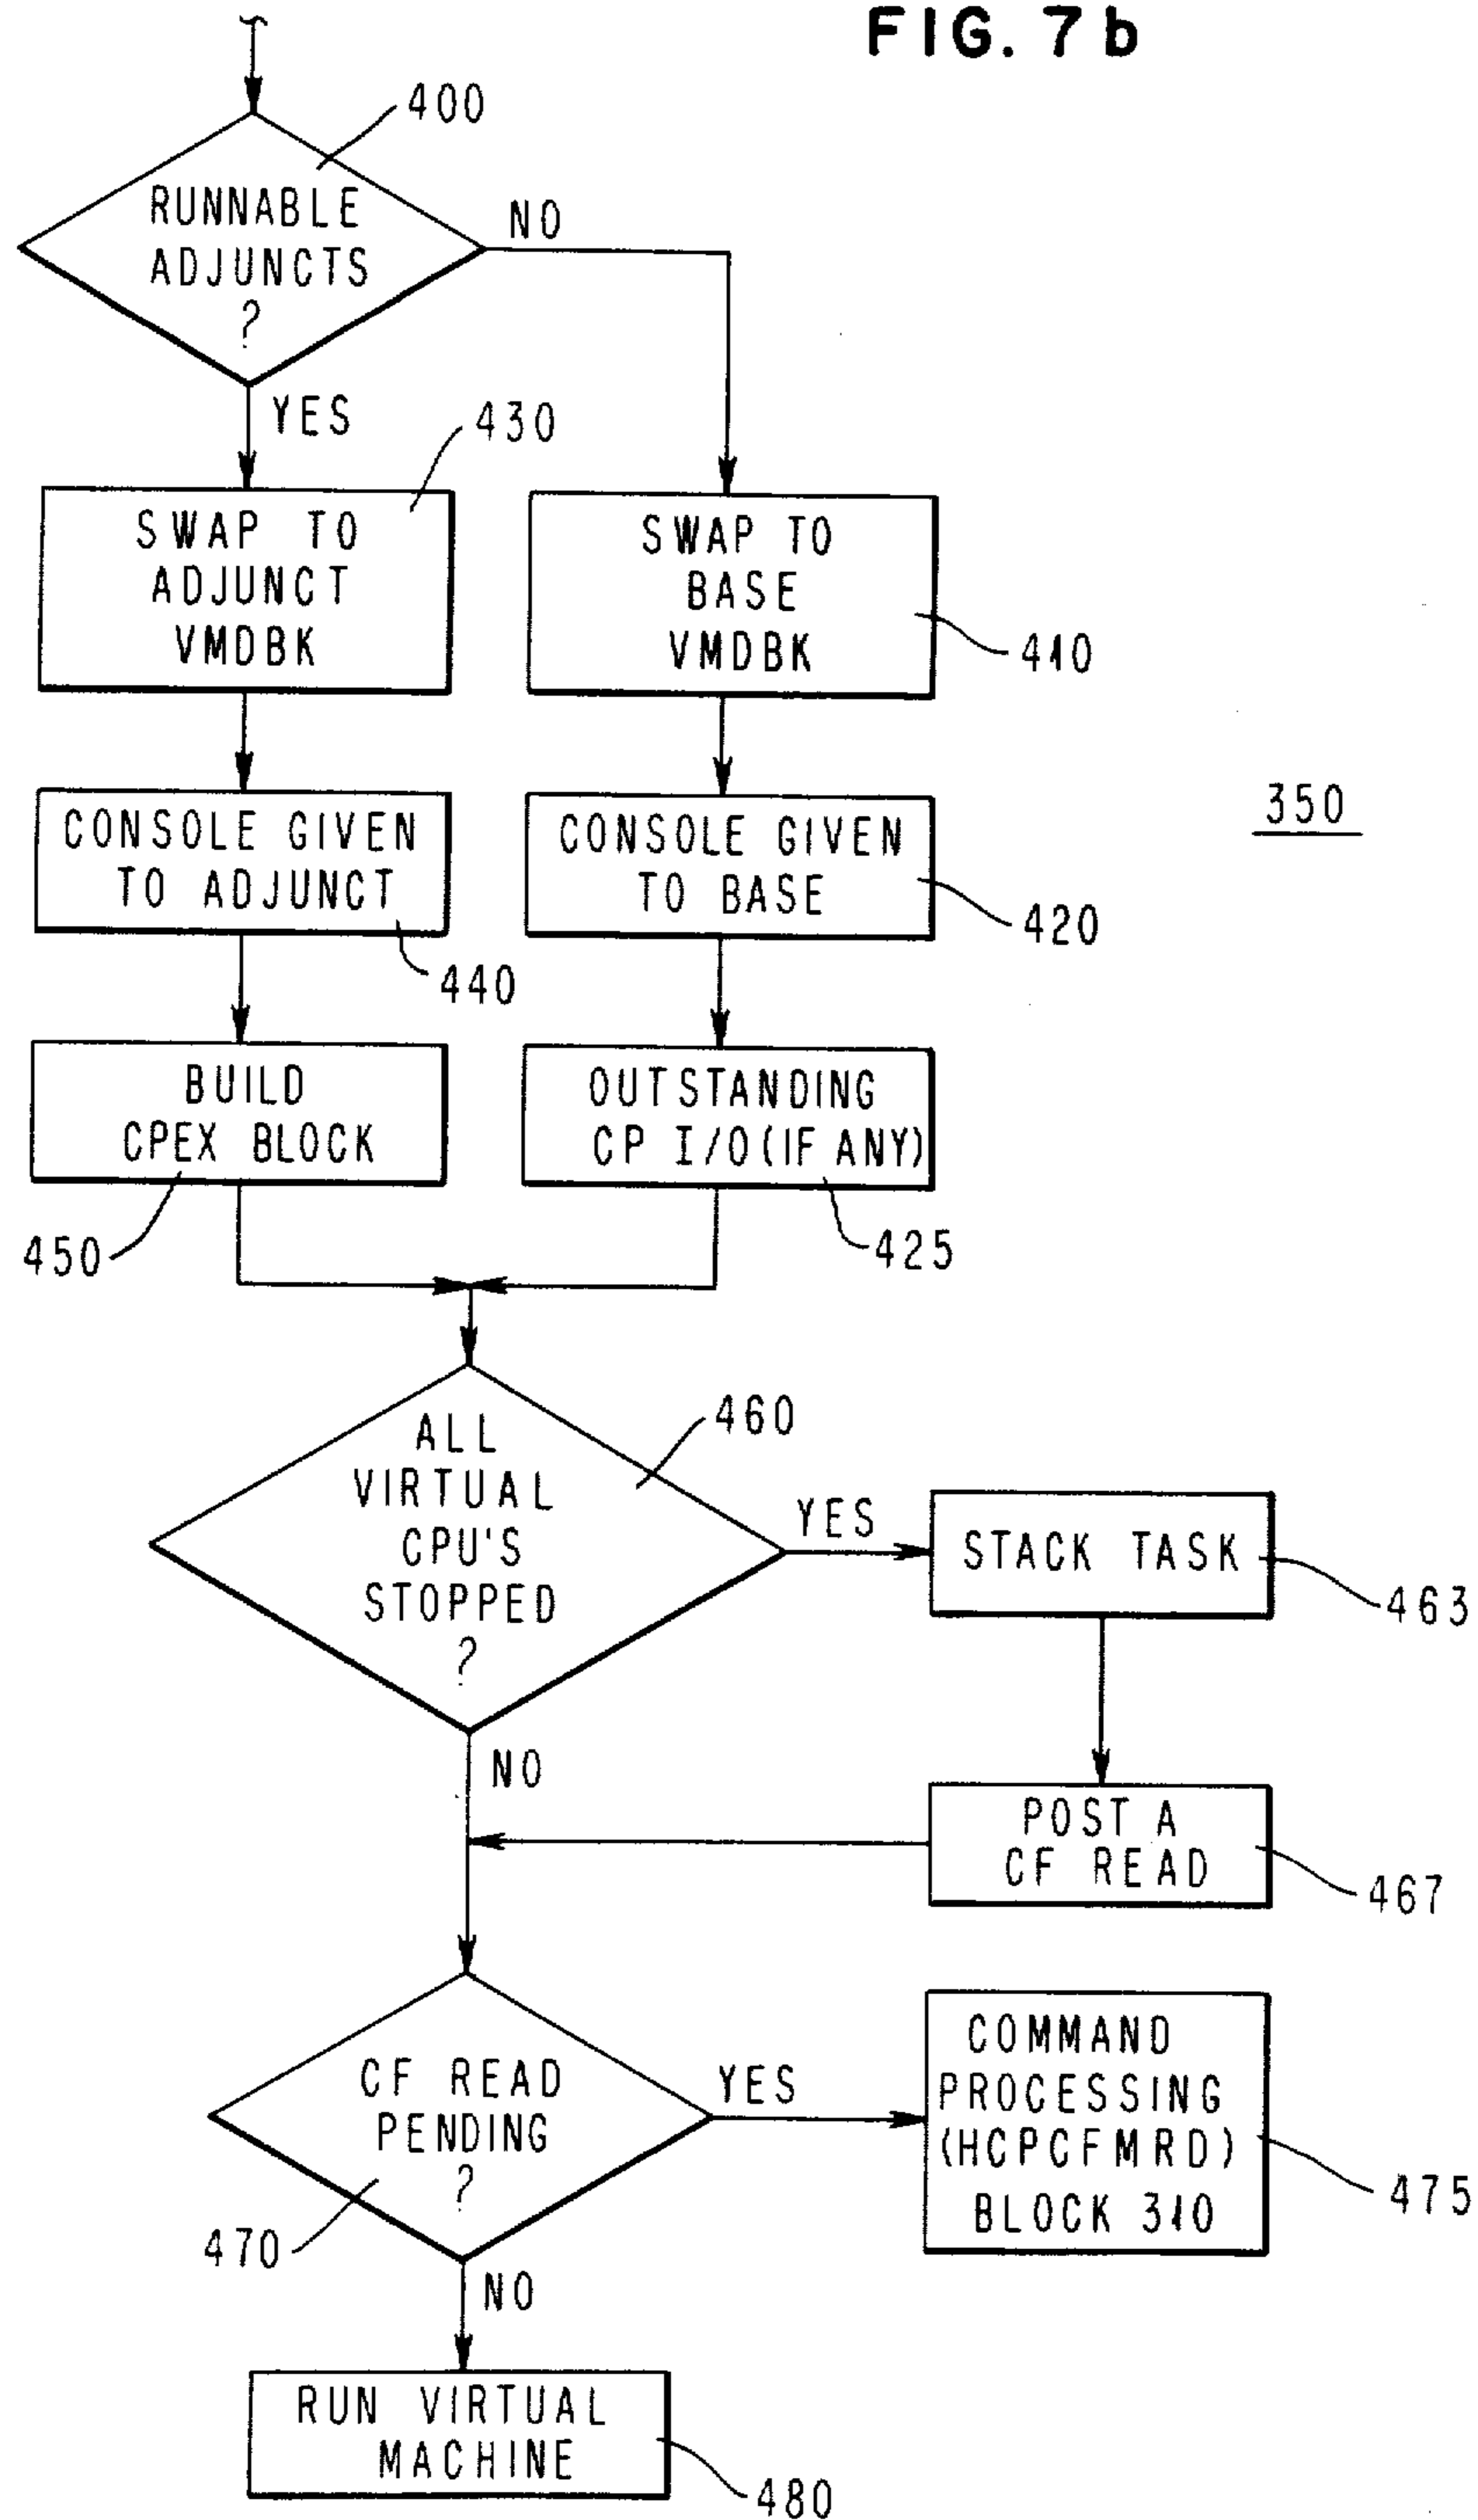 FIG. 7b
400
RUNNABLE
ADJUNCTS
?
NO
YES
430
SWAP TO
ADJUNCT
VMDBK
SWAP TO
BASE
VMDBK
410
CONSOLE GIVEN
TO ADJUNCT
440
CONSOLE GIVEN
TO BASE
420
350
BUILD
CPEX BLOCK
450
OUTSTANDING
CP I/O(IF ANY)
425
ALL
VIRTUAL
CPU'S
STOPPED
?
460
YES
STACK TASK
463
NO
POST A
CF READ
467
CF READ
PENDING
?
470
YES
COMMAND
PROCESSING
(HCPCFMRD)
BLOCK 310
475
NO
RUN VIRTUAL
MACHINE
480